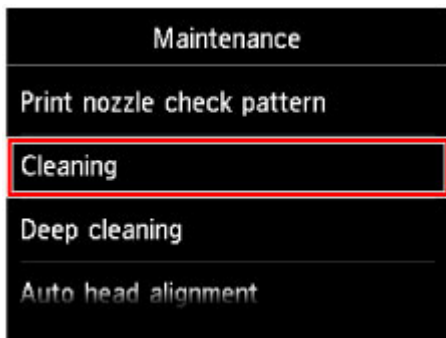 Maintenance
Print nozzle check pattern
Cleaning
Deep cleaning
Auto head alignment